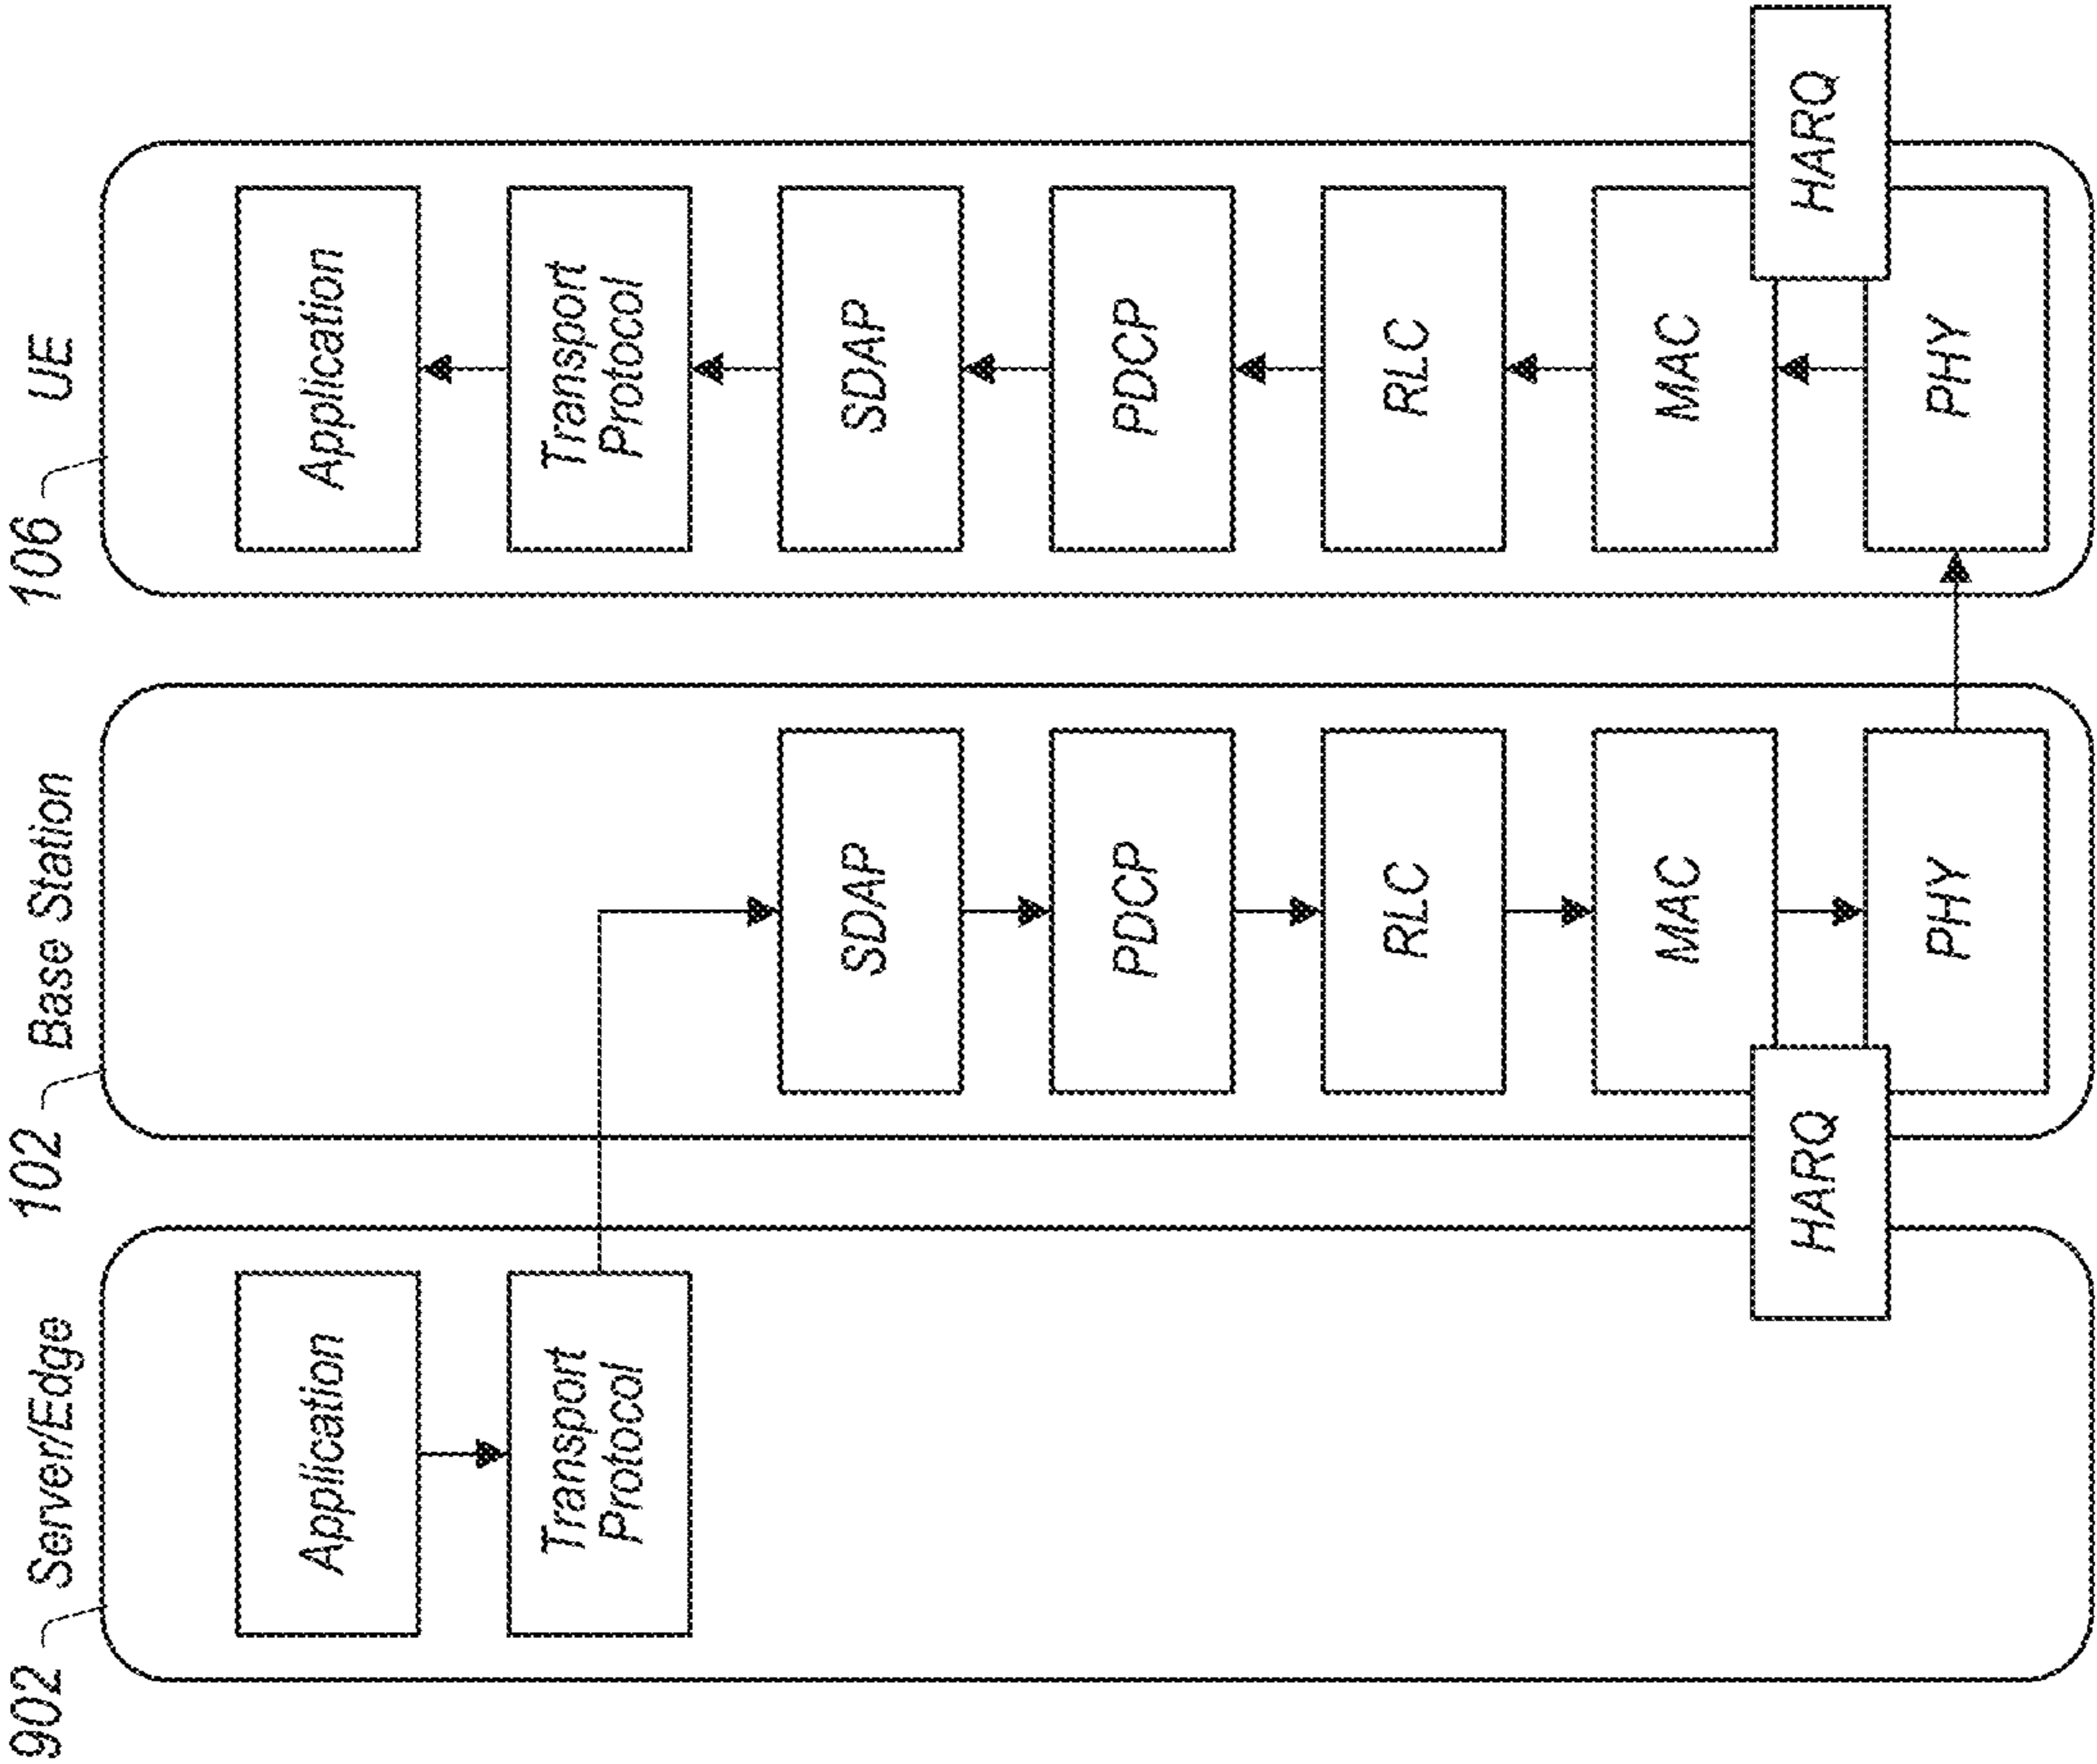 902
Server/Edge
Application
Transport
Protocol
102
Base Station
SDAP
PDCP
RLC
MAC
PHY
HARQ
106
UE
Application
Transport
Protocol
SDAP
PDCP
RLC
MAC
PHY
HARQ